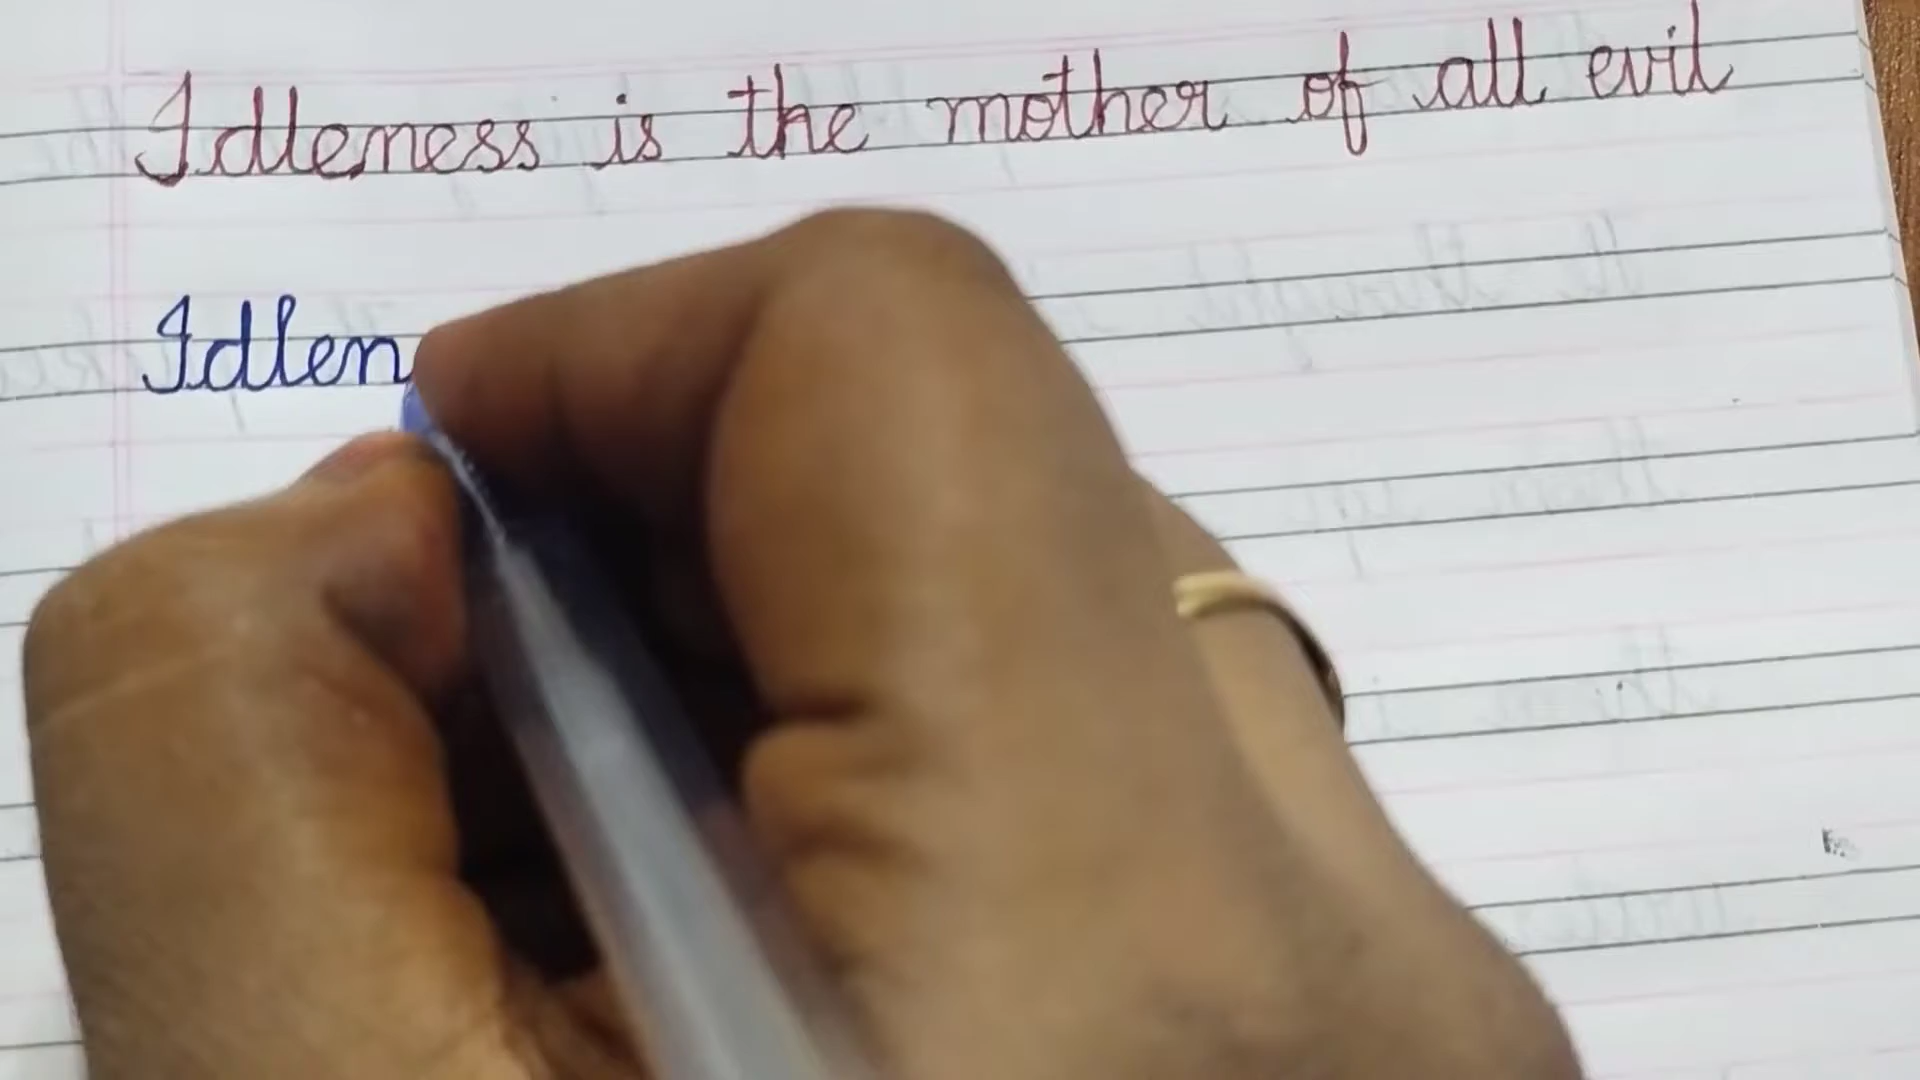 Idleness is the mother of all evil
Idlen